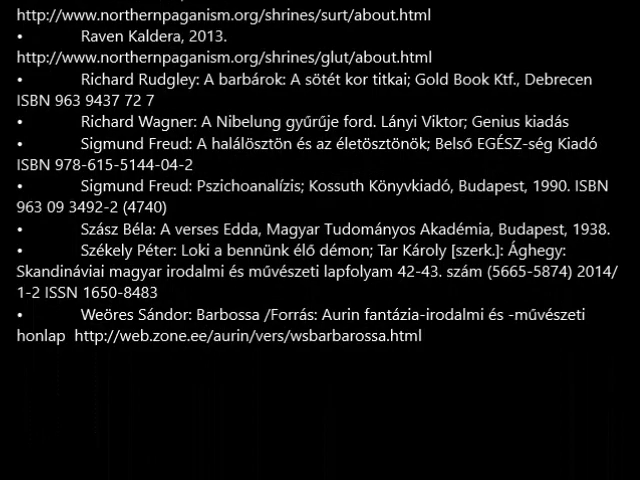 http://www.northernpaganism.org/shrines/surt/about.html
• Raven Kaldera, 2013.
http://www.northernpaganism.org/shrines/glut/about.html
• Richard Rudgley: A barbárok: A sötét kor titkai; Gold Book Ktf., Debrecen
ISBN 963 9437 72 7
• Richard Wagner: A Nibelung gyűrűje ford. Lányi Viktor; Genius kiadás
• Sigmund Freud: A halálösztön és az életösztönök; Belső EGÉSZ-ség Kiadó
ISBN 978-615-5144-04-2
• Sigmund Freud: Pszichoanalízis; Kossuth Könyvkiadó, Budapest, 1990. ISBN
963 09 3492-2 (4740)
• Szász Béla: A verses Edda, Magyar Tudományos Akadémia, Budapest, 1938.
• Székely Péter: Loki a bennünk élő démon; Tar Károly [szerk.]: Ághegy:
Skandináviai magyar irodalmi és művészeti lapfolyam 42-43. szám (5665-5874) 2014/
1-2 ISSN 1650-8483
• Weöres Sándor: Barbossa /Forrás: Aurin fantázia-irodalmi és -művészeti
honlap http://web.zone.ee/aurin/vers/wsbarbarossa.html